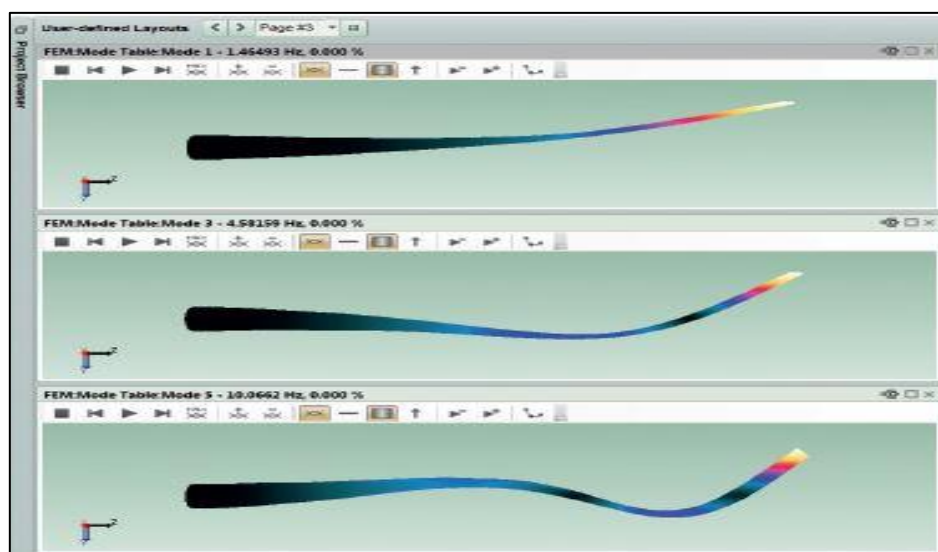 User-defined Layouts < > Page #3
Project Browser
FEM:Mode Table:Mode 1 - 1.46493 Hz, 0.000 %
Z
FEM:Mode Table:Mode 3 - 4.58159 Hz, 0.000 %
Z
FEM:Mode Table:Mode 5 - 10.0662 Hz, 0.000 %
Z